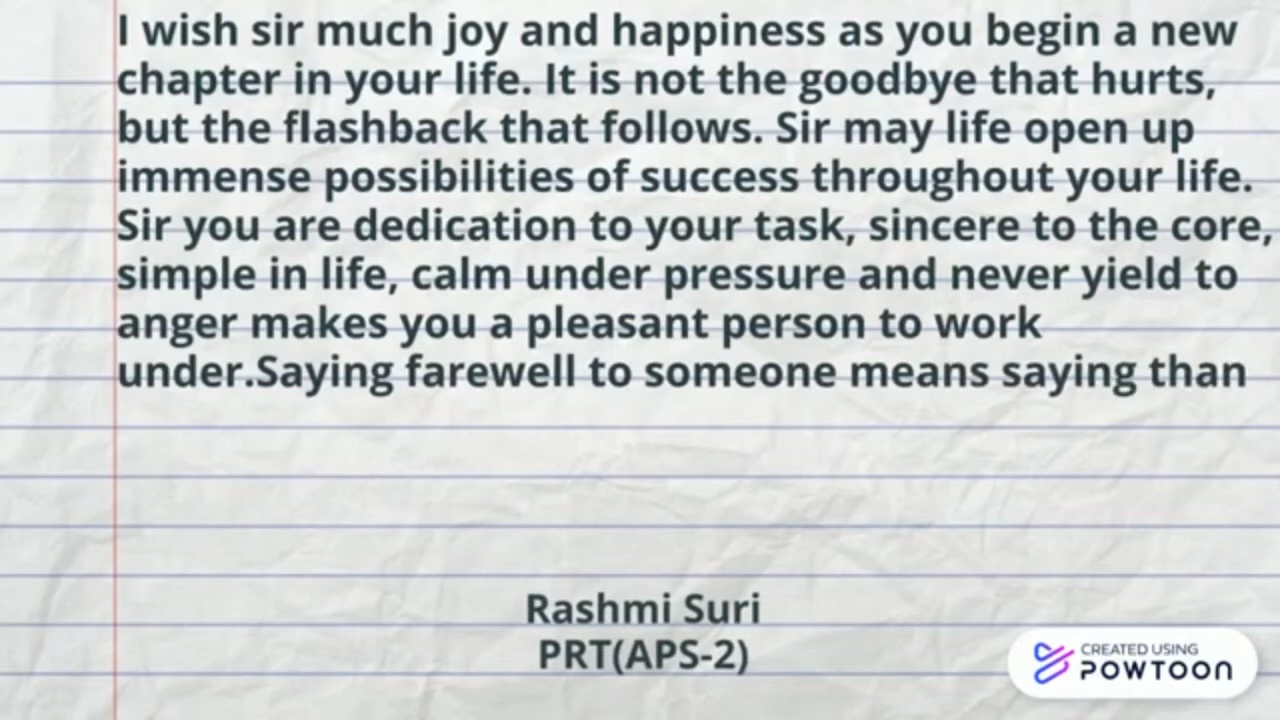 I wish sir much joy and happiness as you begin a new
chapter in your life. It is not the goodbye that hurts,
but the flashback that follows. Sir may life open up
immense possibilities of success throughout your life.
Sir you are dedication to your task, sincere to the core,
simple in life, calm under pressure and never yield to
anger makes you a pleasant person to work
under.Saying farewell to someone means saying than
Rashmi Suri
PRT(APS-2)
CREATED USING
POWTOON